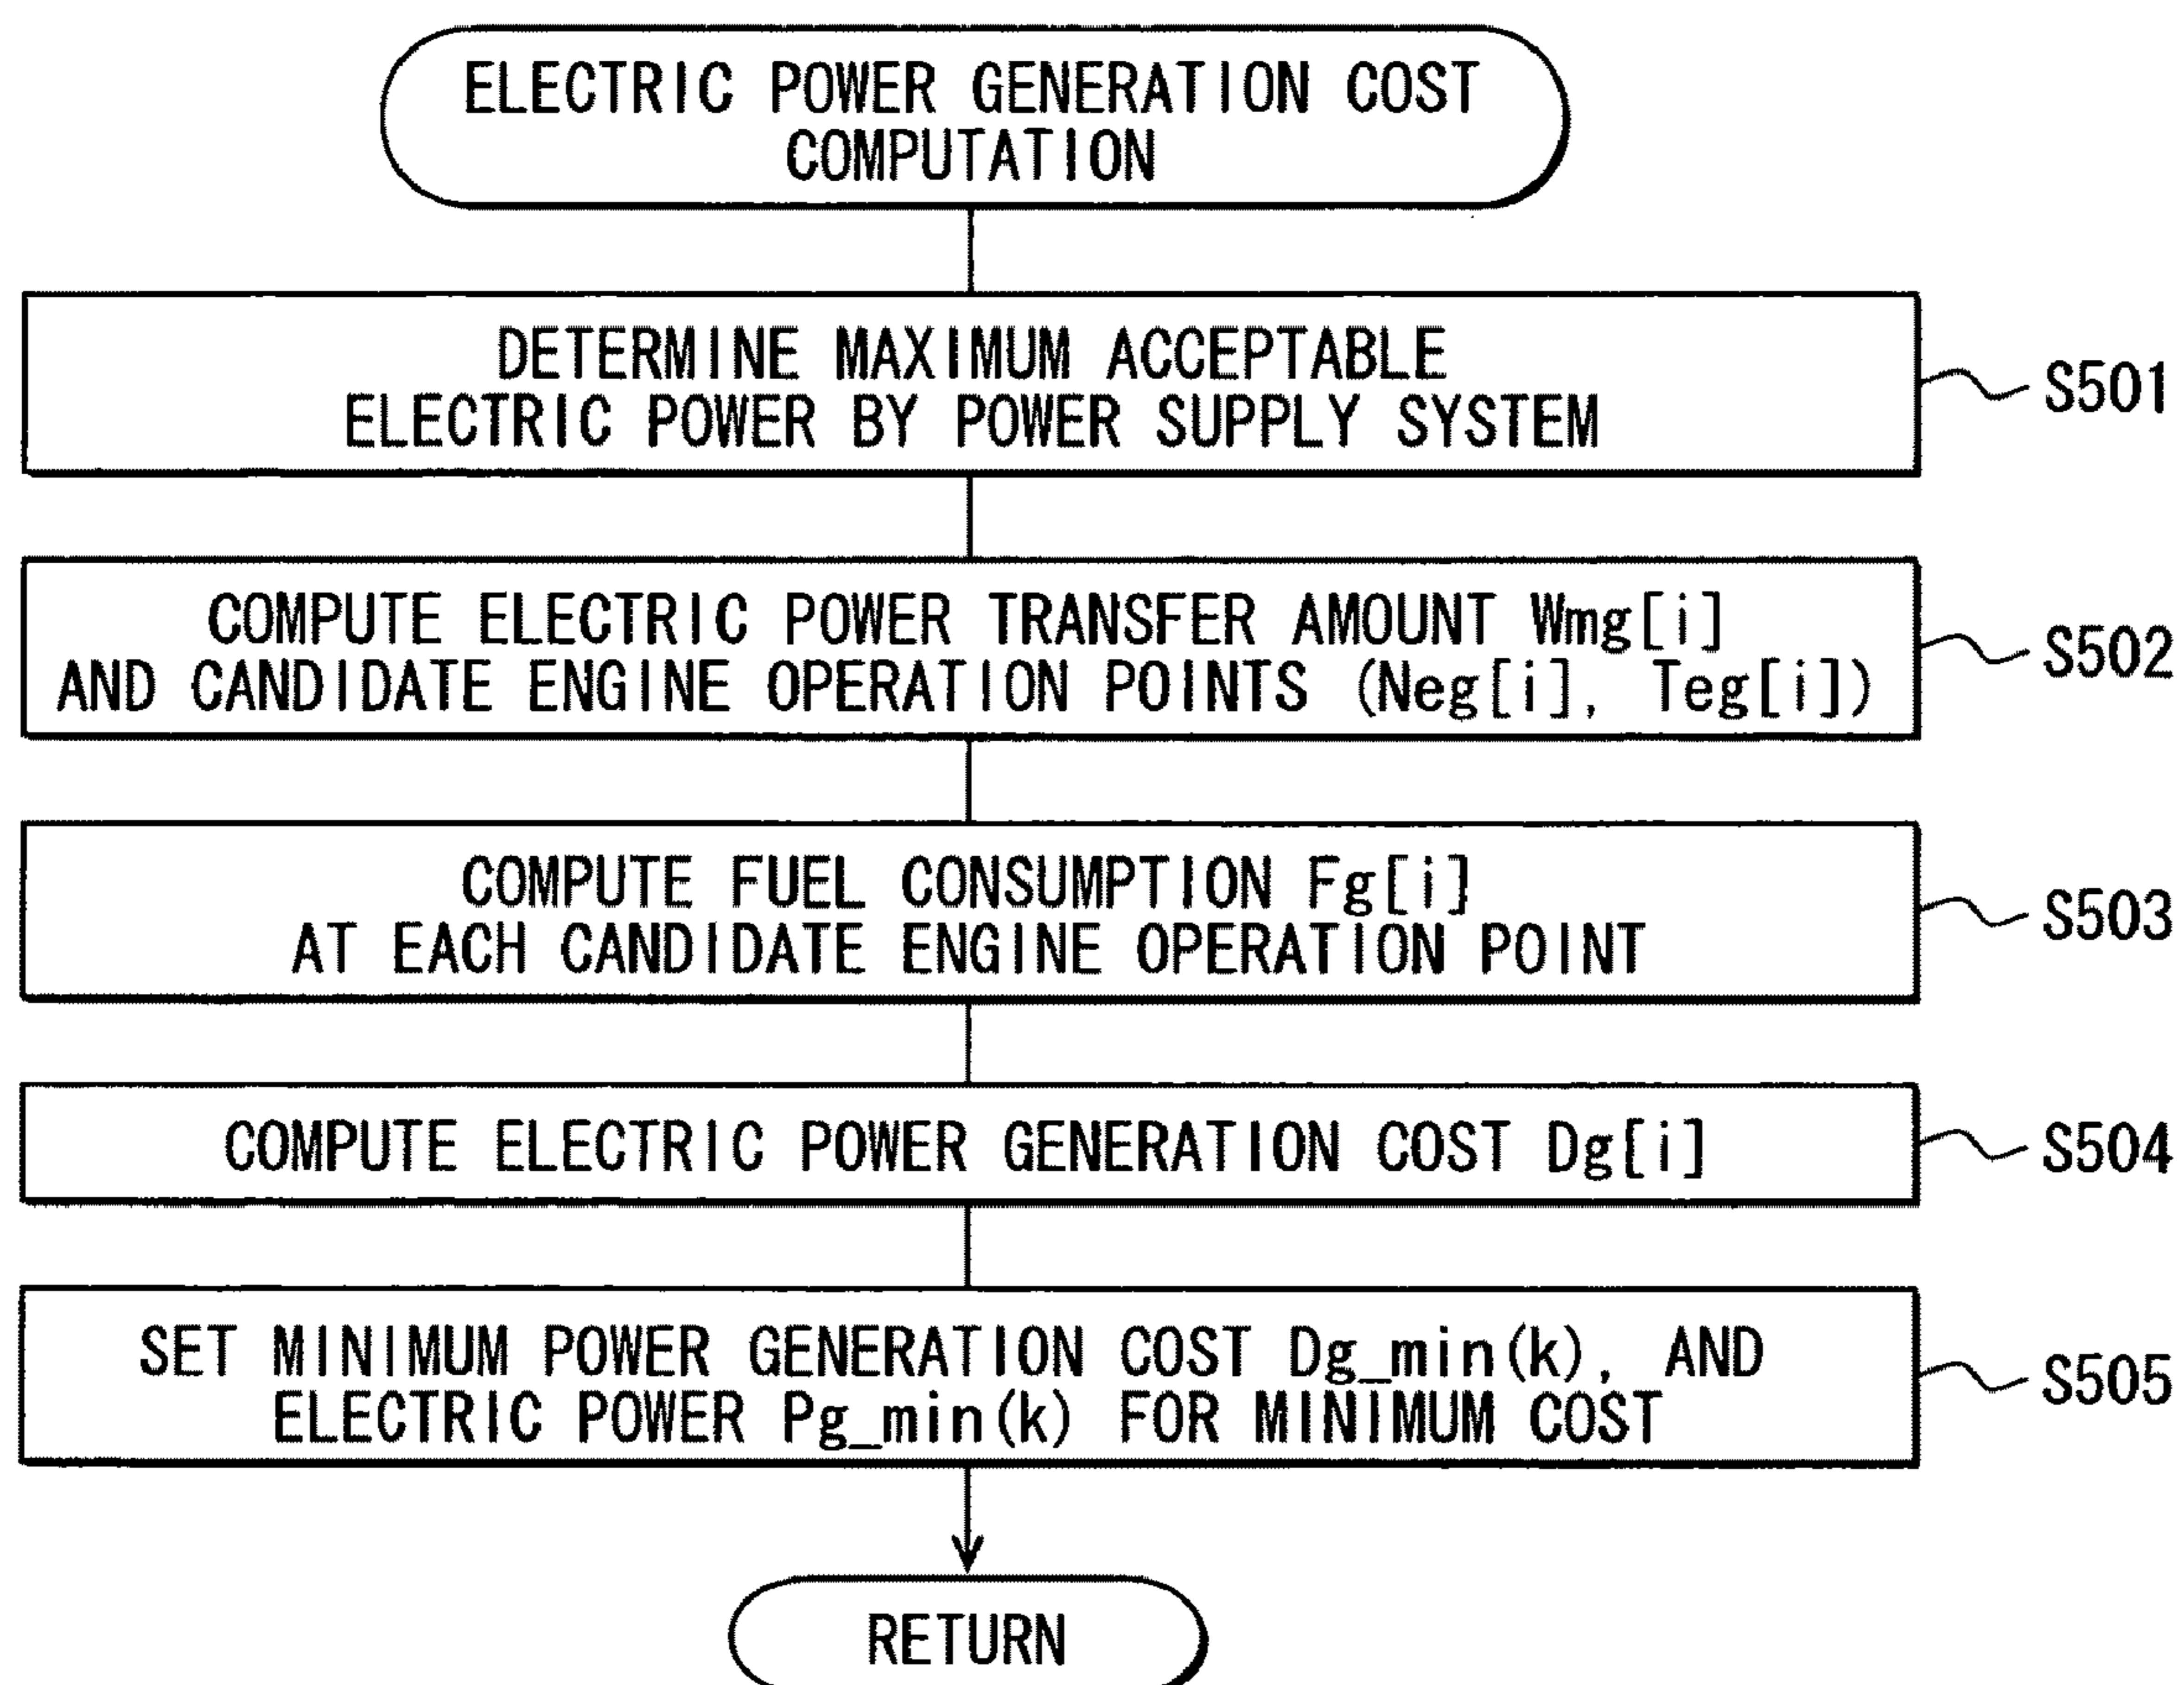 ELECTRIC POWER GENERATION COST
COMPUTATION
DETERMINE MAXIMUM ACCEPTABLE
ELECTRIC POWER BY POWER SUPPLY SYSTEM
S501
COMPUTE ELECTRIC POWER TRANSFER AMOUNT Wmg[i]
AND CANDIDATE ENGINE OPERATION POINTS (Neg[i], Teg[i])
S502
COMPUTE FUEL CONSUMPTION Fg[i]
AT EACH CANDIDATE ENGINE OPERATION POINT
S503
COMPUTE ELECTRIC POWER GENERATION COST Dg[i]
S504
SET MINIMUM POWER GENERATION COST Dg_min(k), AND
ELECTRIC POWER Pg_min(k) FOR MINIMUM COST
S505
RETURN